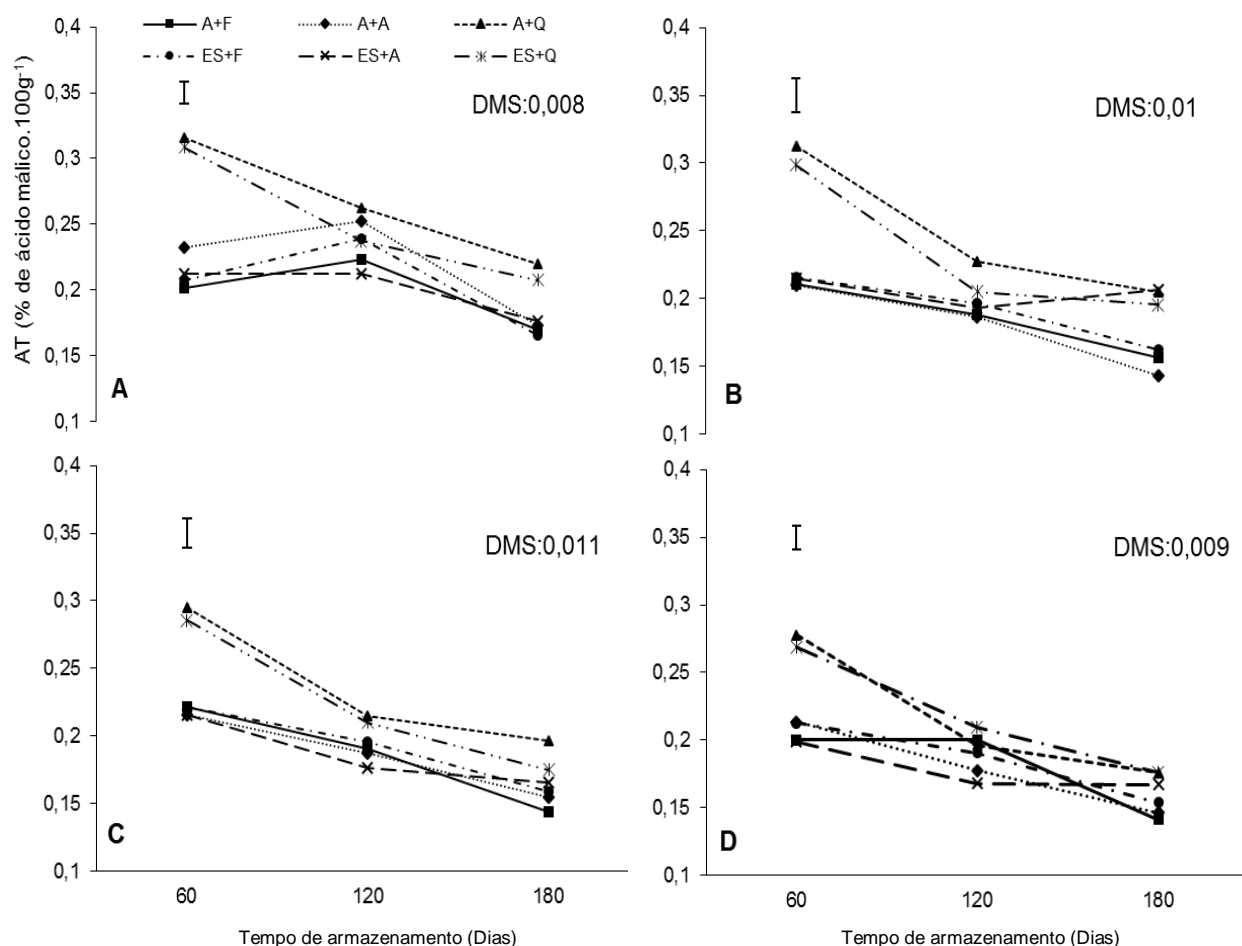 AT (% de ácido málico.100g⁻¹)
A+F A+A A+Q
ES+F ES+A ES+Q
0,4
0,35
0,3
0,25
0,2
0,15
0,1
DMS:0,008
A
0,4
0,35
0,3
0,25
0,2
0,15
0,1
DMS:0,01
B
0,4
0,35
0,3
0,25
0,2
0,15
0,1
DMS:0,011
C
60 120 180
Tempo de armazenamento (Dias)
0,4
0,35
0,3
0,25
0,2
0,15
0,1
DMS:0,009
D
60 120 180
Tempo de armazenamento (Dias)